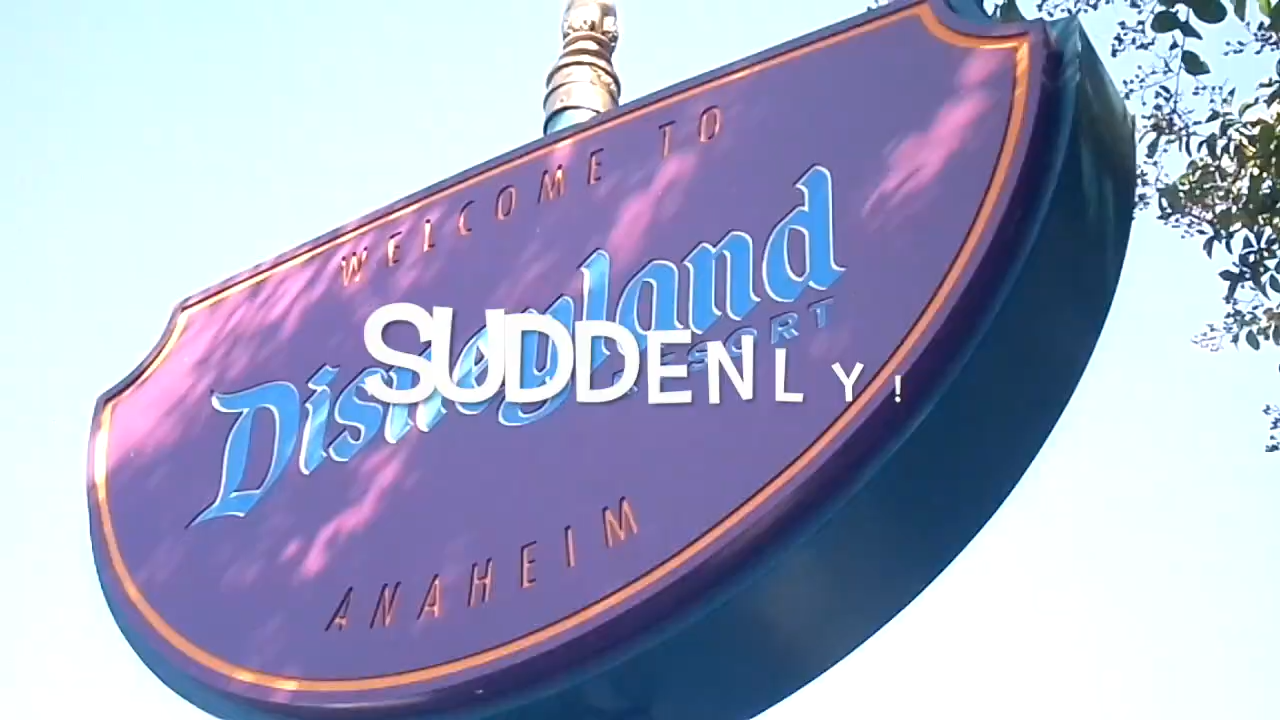 WELCOME TO
Disneyland
RESORT
SUDDENLY!
ANAHEIM